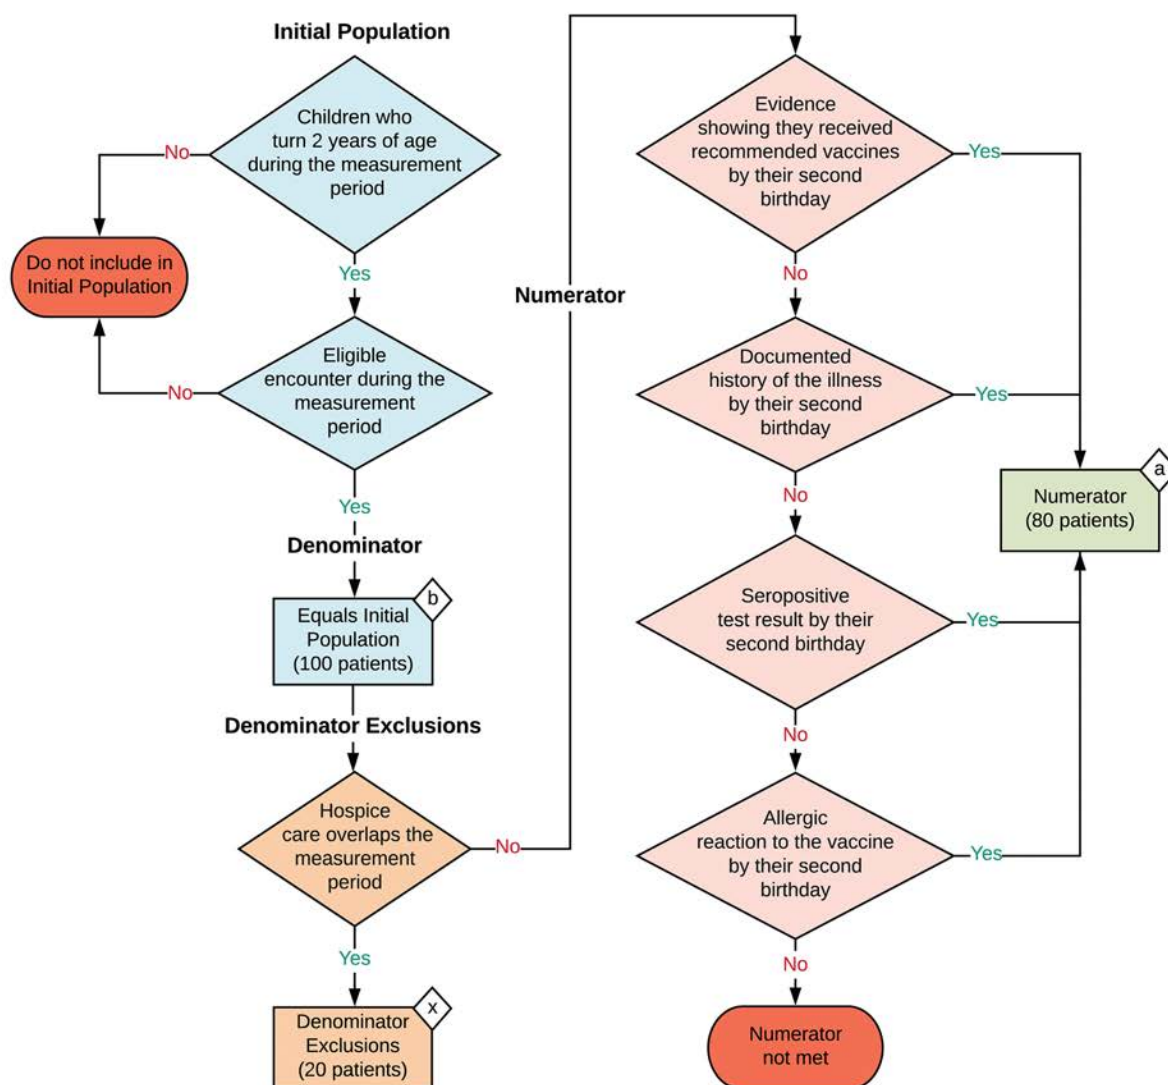 Initial Population
Children who
turn 2 years of age
during the measurement
period
No
Do not include in
Initial Population
Yes
Eligible
encounter during the
measurement
period
No
Yes
Denominator
b
Equals Initial
Population
(100 patients)
Denominator Exclusions
Hospice
care overlaps the
measurement
period
No
Yes
x
Denominator
Exclusions
(20 patients)
Numerator
Evidence
showing they received
recommended vaccines
by their second
birthday
Yes
No
Documented
history of the illness
by their second
birthday
Yes
No
a
Numerator
(80 patients)
Seropositive
test result by their
second birthday
Yes
No
Allergic
reaction to the vaccine
by their second
birthday
Yes
No
Numerator
not met